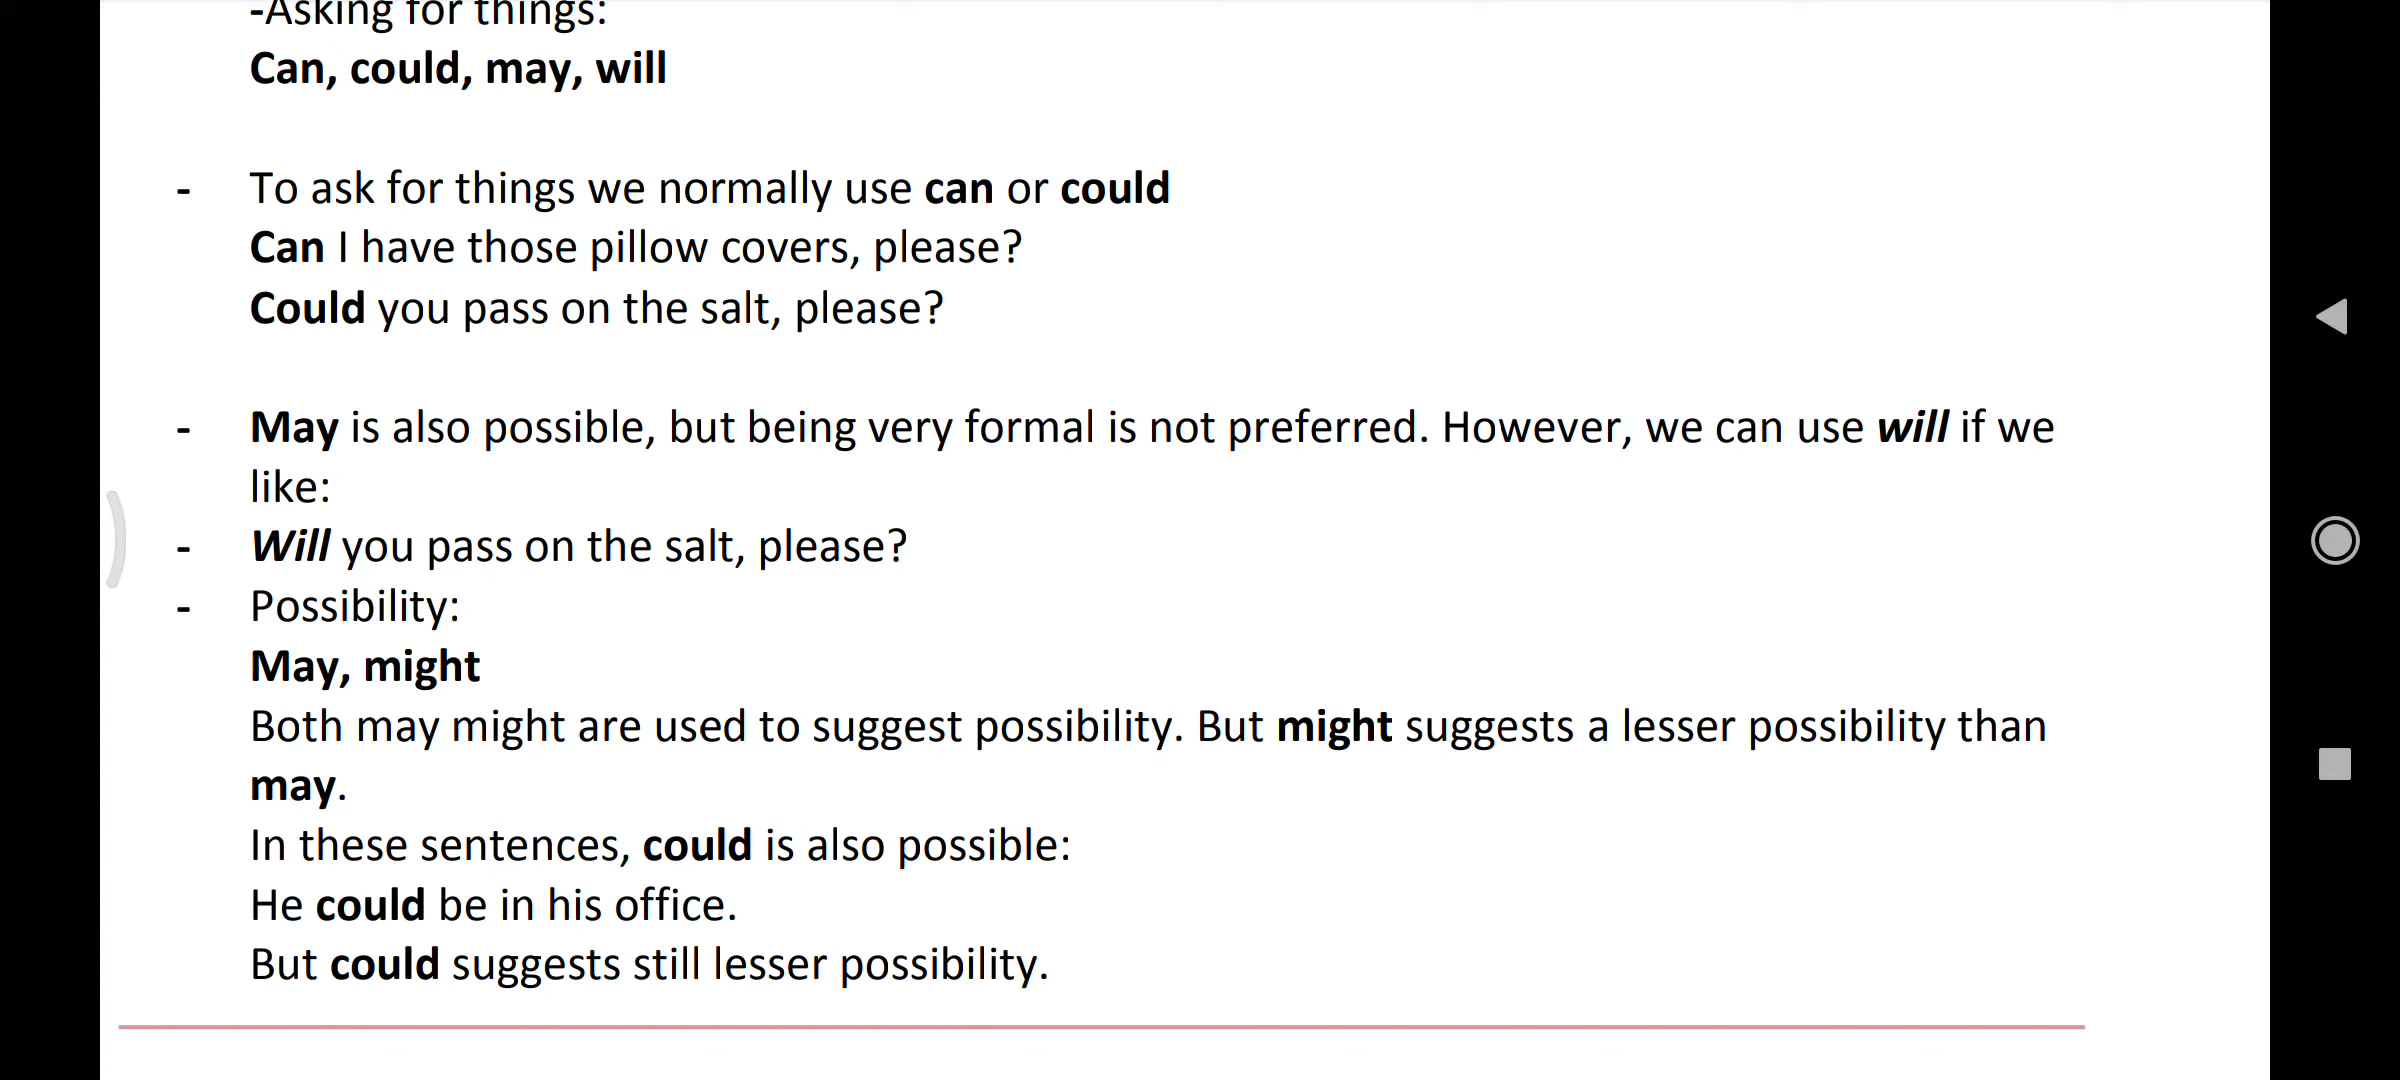 -Asking for things:
Can, could, may, will
- To ask for things we normally use can or could
Can I have those pillow covers, please?
Could you pass on the salt, please?
- May is also possible, but being very formal is not preferred. However, we can use will if we
like:
- Will you pass on the salt, please?
- Possibility:
May, might
Both may might are used to suggest possibility. But might suggests a lesser possibility than
may.
In these sentences, could is also possible:
He could be in his office.
But could suggests still lesser possibility.